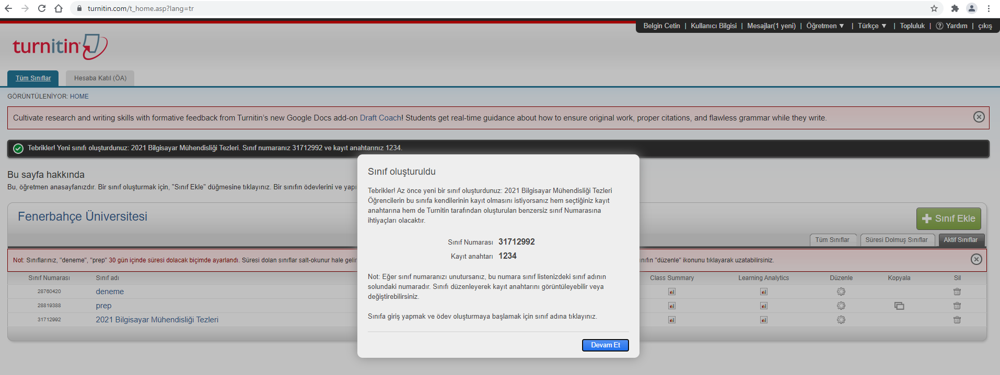 turnitin.com/t_home.asp?lang=tr
Belgin Cetin | Kullanıcı Bilgisi | Mesajlar(1 yeni) | Öğretmen ▼ | Türkçe ▼ | Topluluk | ? Yardım | çıkış
turnitin
Tüm Sınıflar
Hesaba Katıl (ÖA)
GÖRÜNTÜLENİYOR: HOME
Cultivate research and writing skills with formative feedback from Turnitin's new Google Docs add-on Draft Coach! Students get real-time guidance about how to ensure original work, proper citations, and flawless grammar while they write.
Tebrikler! Yeni sınıfı oluşturdunuz: 2021 Bilgisayar Mühendisliği Tezleri. Sınıf numaranız 31712992 ve kayıt anahtarınız 1234.
Bu sayfa hakkında
Bu, öğretmen anasayfanızdır. Bir sınıf oluşturmak için, "Sınıf Ekle" düğmesine tıklayınız. Bir sınıfın ödevlerini ve yapı
Sınıf oluşturuldu
Tebrikler! Az önce yeni bir sınıf oluşturdunuz: 2021 Bilgisayar Mühendisliği Tezleri
Öğrencilerin bu sınıfa kendilerinin kayıt olmasını istiyorsanız hem seçtiğiniz kayıt
anahtarına hem de Turnitin tarafından oluşturulan benzersiz sınıf Numarasına
ihtiyaçları olacaktır.
Sınıf Numarası 31712992
Kayıt anahtarı 1234
Not: Eğer sınıf numaranızı unutursanız, bu numara sınıf listenizdeki sınıf adının
solundaki numaradır. Sınıfı düzenleyerek kayıt anahtarını görüntüleyebilir veya
değiştirebilirsiniz.
Sınıfa giriş yapmak ve ödev oluşturmaya başlamak için sınıf adına tıklayınız.
Devam Et
Fenerbahçe Üniversitesi
Sınıf Ekle
Tüm Sınıflar
Süresi Dolmuş Sınıflar
Aktif Sınıflar
Not: Sınıflarınız, "deneme", "prep" 30 gün içinde süresi dolacak biçimde ayarlandı. Süresi dolan sınıflar salt-okunur hale gelir
ınıfın "düzenle" ikonunu tıklayarak uzatabilirsiniz.
Sınıf Numarası Sınıf adı Class Summary Learning Analytics Düzenle Kopyala Sil
28760420 deneme
28819388 prep
31712992 2021 Bilgisayar Mühendisliği Tezleri